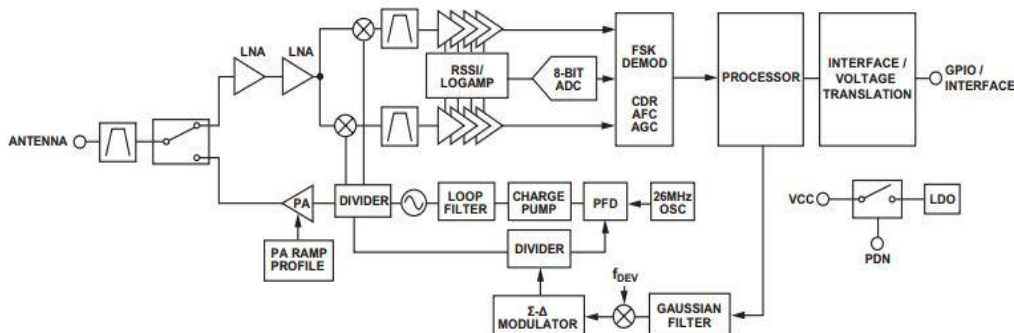 LNA
LNA
RSSI/
LOGAMP
8-BIT
ADC
FSK
DEMOD
CDR
AFC
AGC
PROCESSOR
INTERFACE /
VOLTAGE
TRANSLATION
GPIO /
INTERFACE
ANTENNA
PA
DIVIDER
LOOP
FILTER
CHARGE
PUMP
PFD
26MHz
OSC
VCC
LDO
PDN
PA RAMP
PROFILE
DIVIDER
fDEV
Σ-Δ
MODULATOR
GAUSSIAN
FILTER